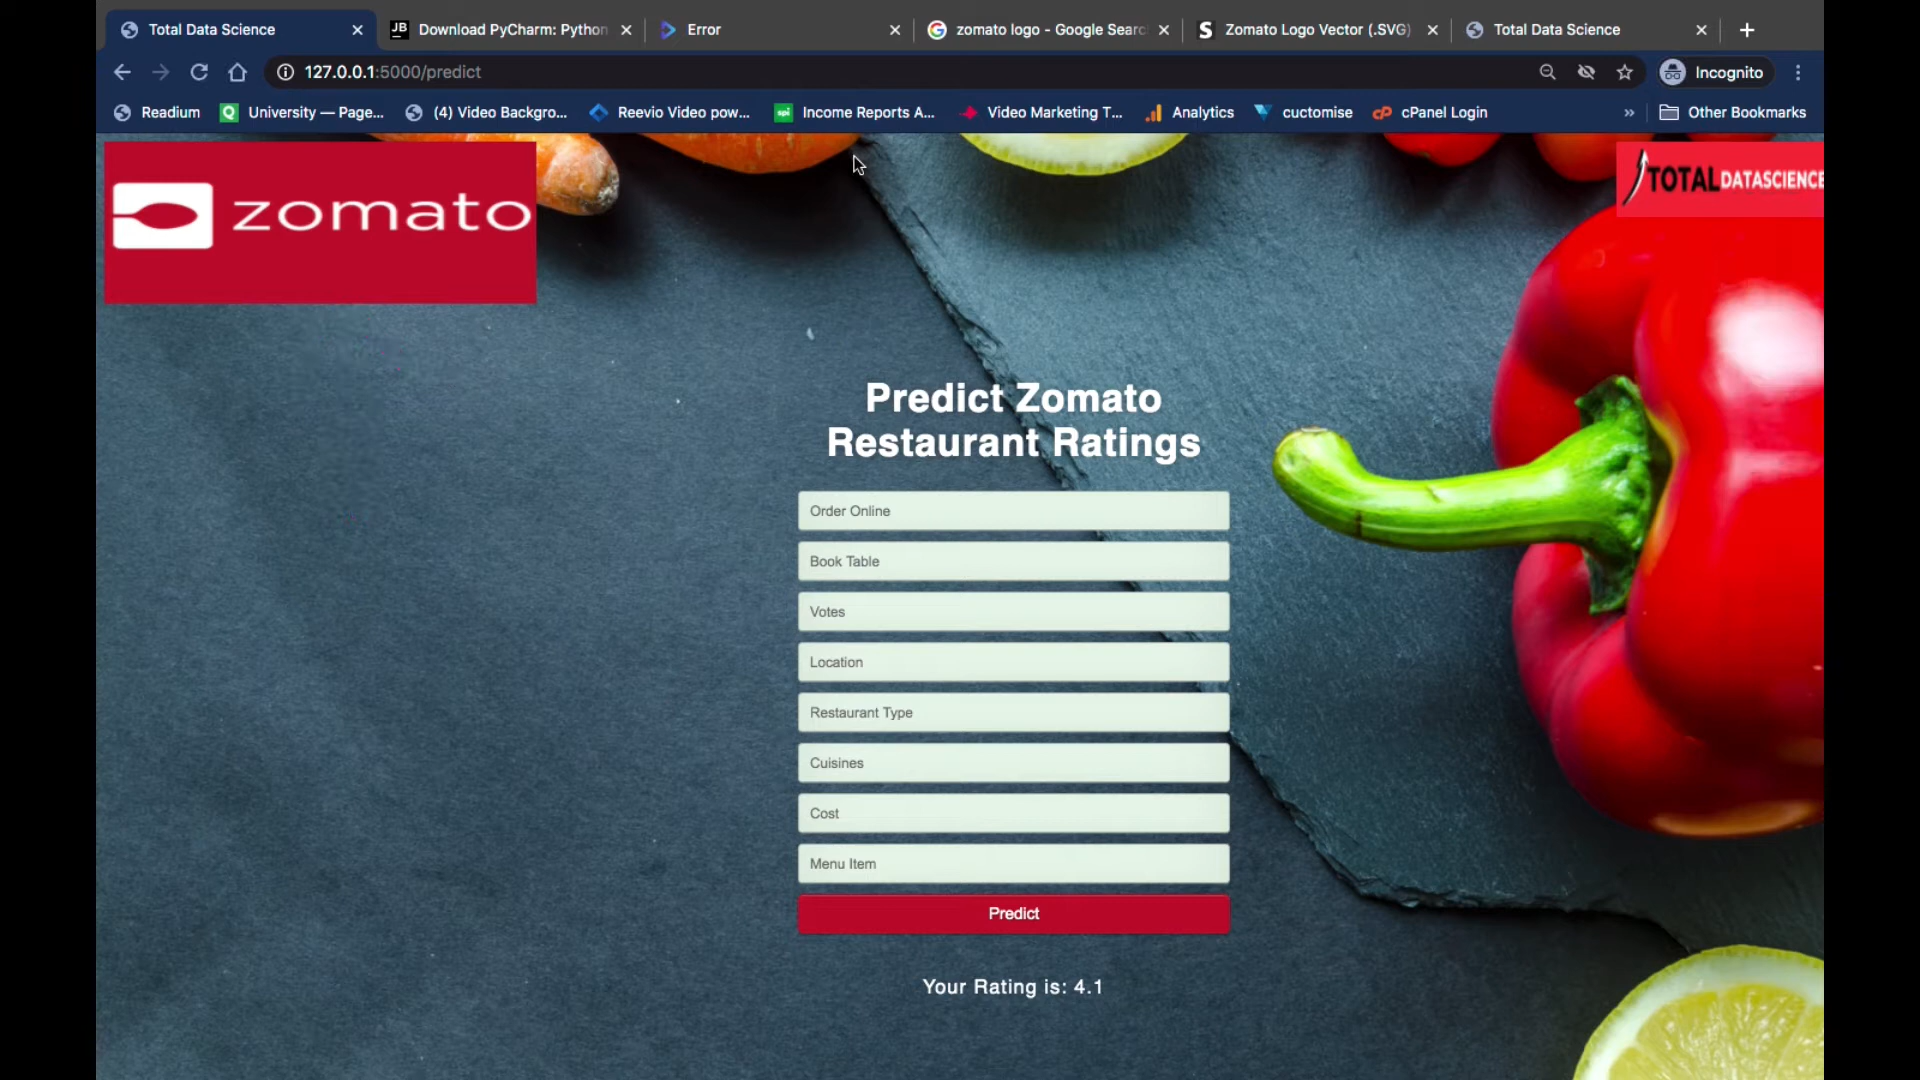 Total Data Science
JB
Download PyCharm: Python
Error
zomato logo - Google Searc
Zomato Logo Vector (.SVG)
Total Data Science
127.0.0.1:5000/predict
Incognito
Readium
University — Page...
(4) Video Backgro...
Reevio Video pow...
spi
Income Reports A...
Video Marketing T...
Analytics
cuctomise
cP
cPanel Login
Other Bookmarks
zomato
TOTALDATASCIENCE
Predict Zomato
Restaurant Ratings
Order Online
Book Table
Votes
Location
Restaurant Type
Cuisines
Cost
Menu Item
Predict
Your Rating is: 4.1